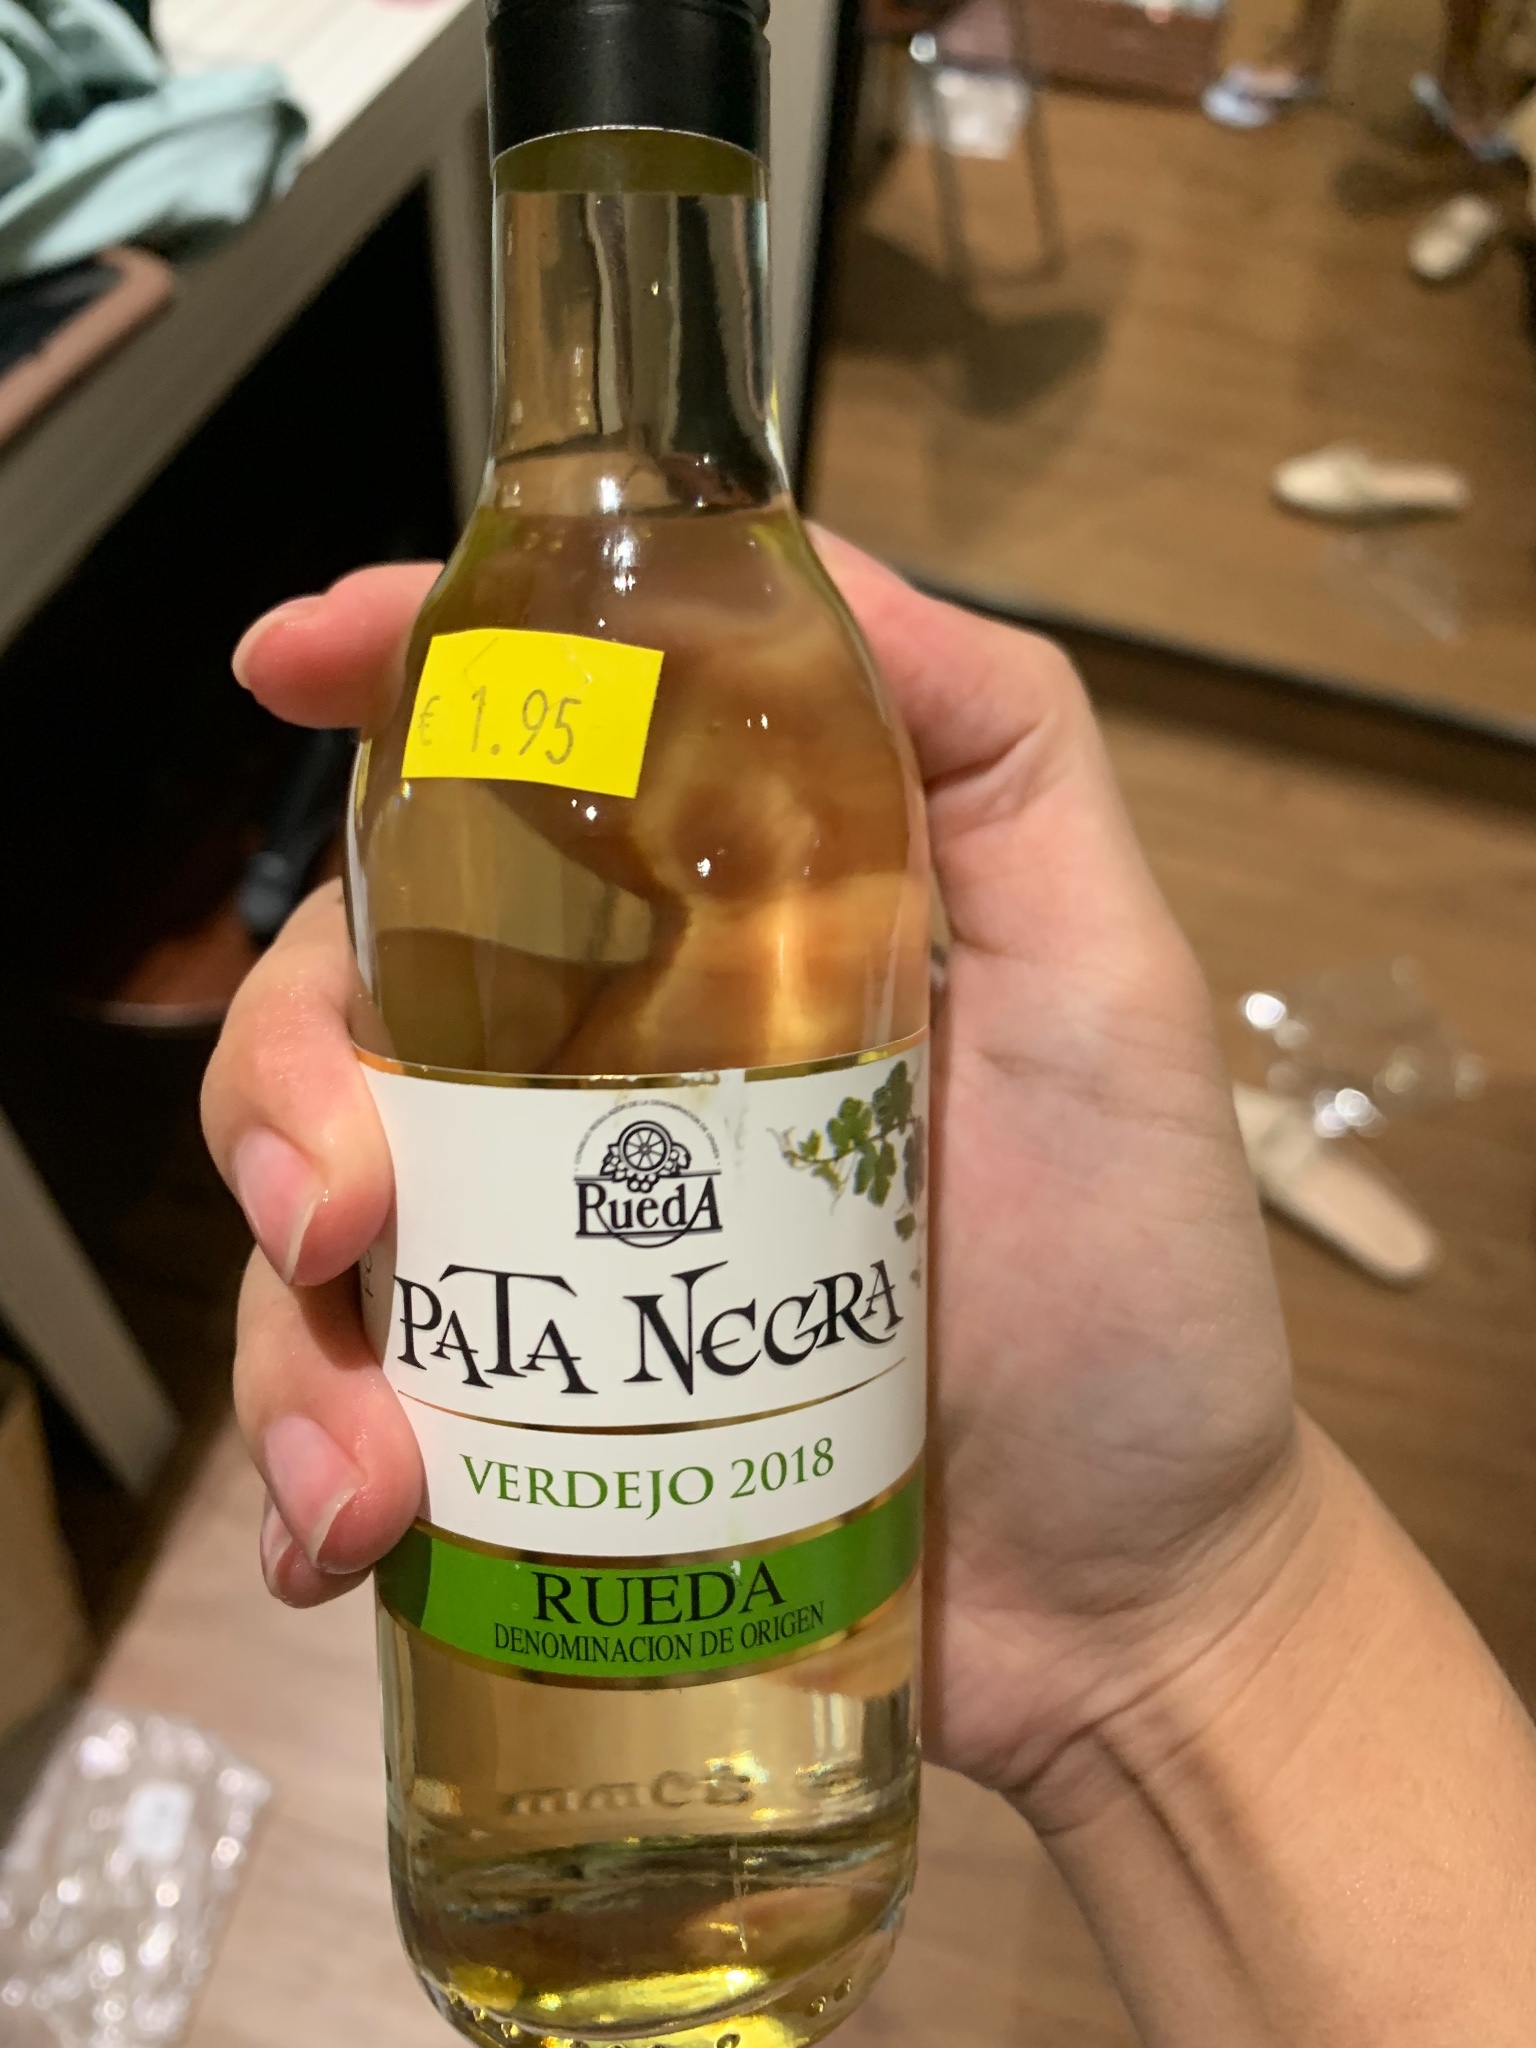 € 1.95
RuedA
PATA NEGRA
VERDEJO 2018
RUEDA
DENOMINACION DE ORIGEN